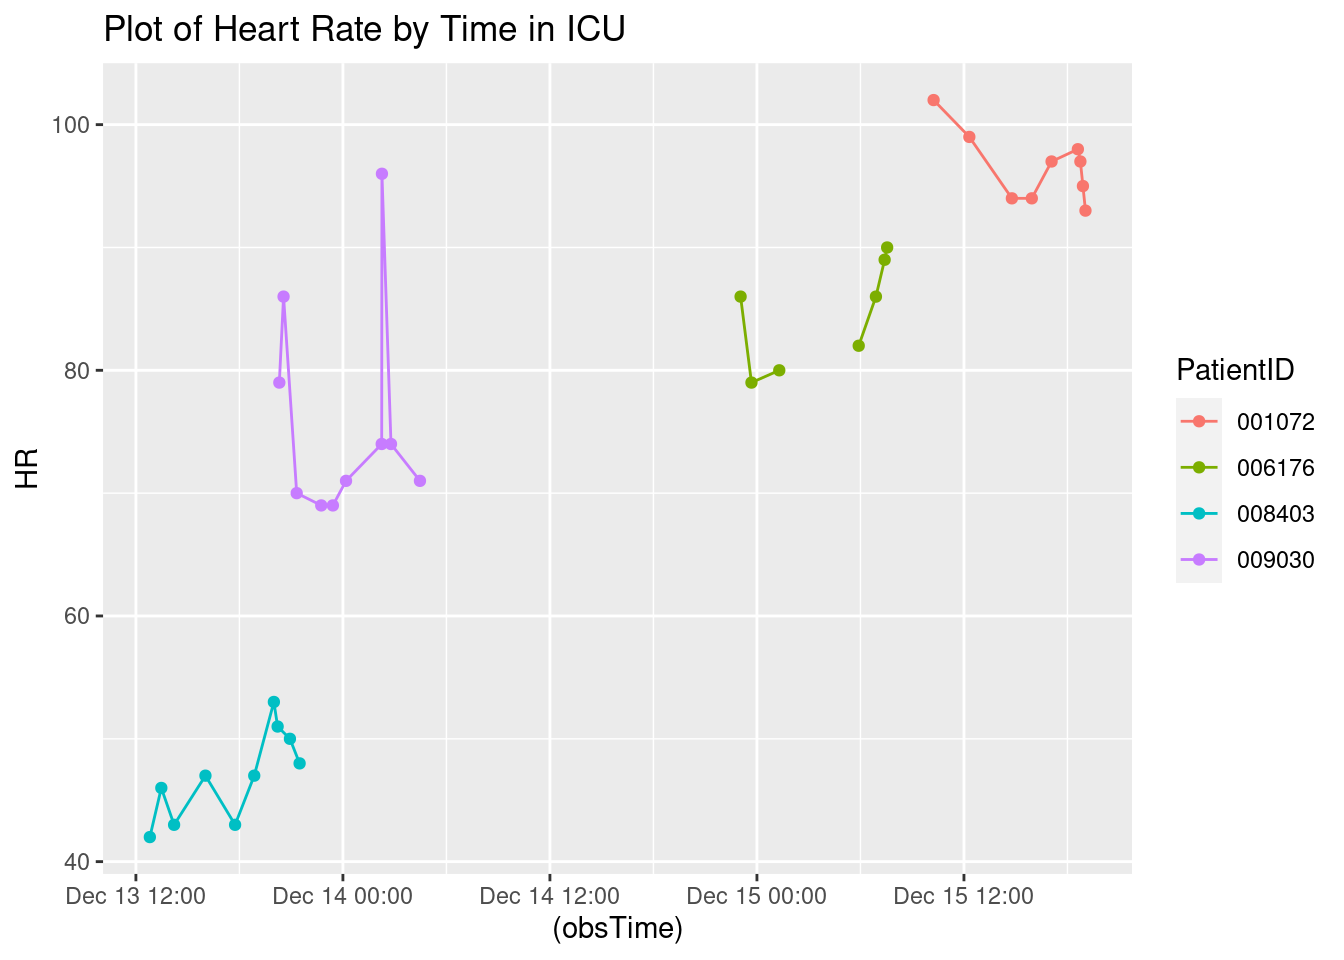 Plot of Heart Rate by Time in ICU
100
80
60
40
HR
Dec 13 12:00 Dec 14 00:00 Dec 14 12:00 Dec 15 00:00 Dec 15 12:00
(obsTime)
PatientID
001072
006176
008403
009030